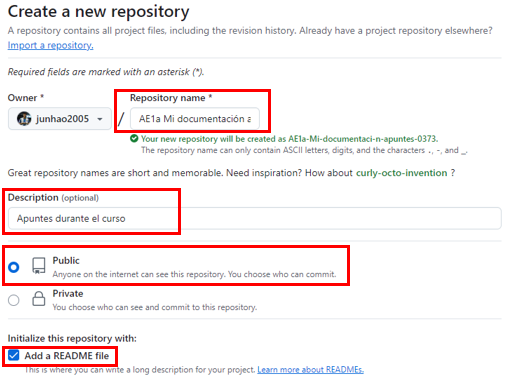 Create a new repository
A repository contains all project files, including the revision history. Already have a project repository elsewhere?
Import a repository.
Required fields are marked with an asterisk (*).
Owner * Repository name *
junhao2005 / AE1a Mi documentación a
Your new repository will be created as AE1a-Mi-documentaci-n-apuntes-0373.
The repository name can only contain ASCII letters, digits, and the characters ., -, and _.
Great repository names are short and memorable. Need inspiration? How about curly-octo-invention ?
Description (optional)
Apuntes durante el curso
Public
Anyone on the internet can see this repository. You choose who can commit.
Private
You choose who can see and commit to this repository.
Initialize this repository with:
Add a README file
This is where you can write a long description for your project. Learn more about READMEs.